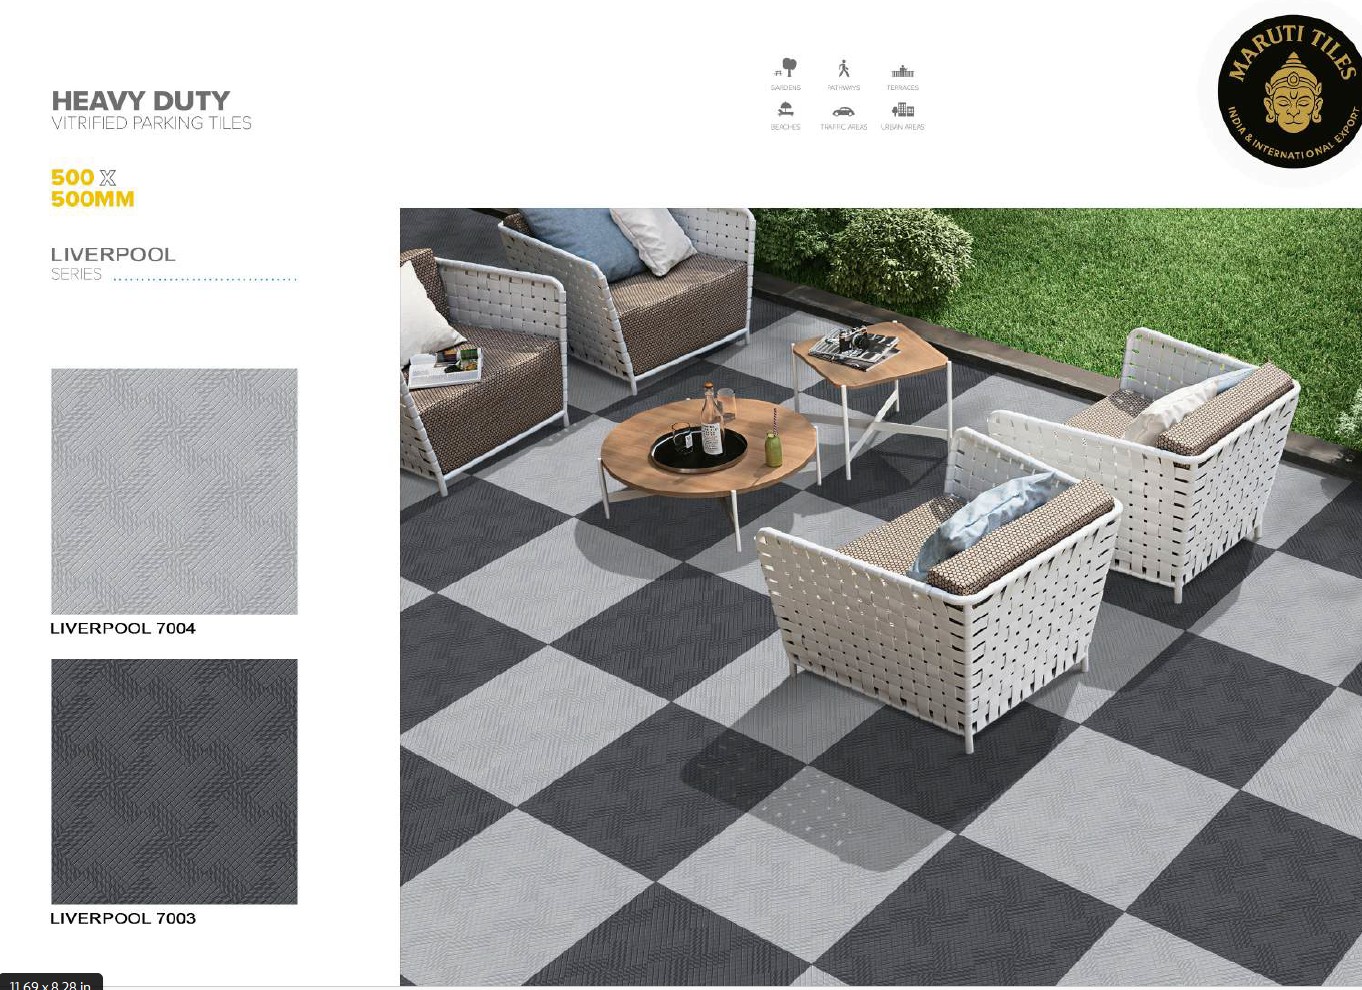 HEAVY DUTY
VITRIFIED PARKING TILES
500 X
500MM
LIVERPOOL
SERIES
GARDENS
PATHWAYS
TERRACES
BEACHES
TRAFFIC AREAS
URBAN AREAS
MARUTI TILES
INDIA & INTERNATIONAL EXPORT
LIVERPOOL 7004
LIVERPOOL 7003
11.69 x 8.28 in